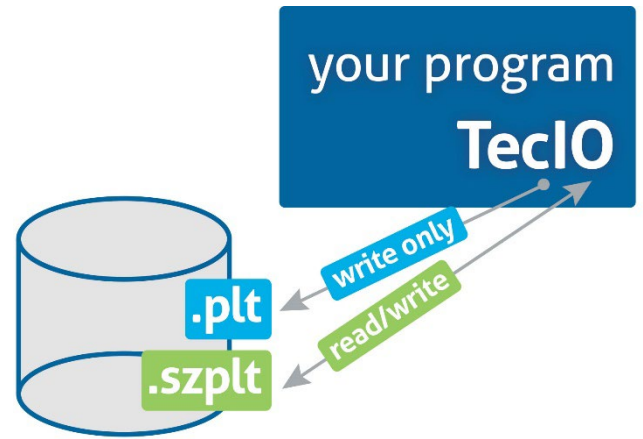 your program
TecIO
write only
.plt
read/write
.szplt